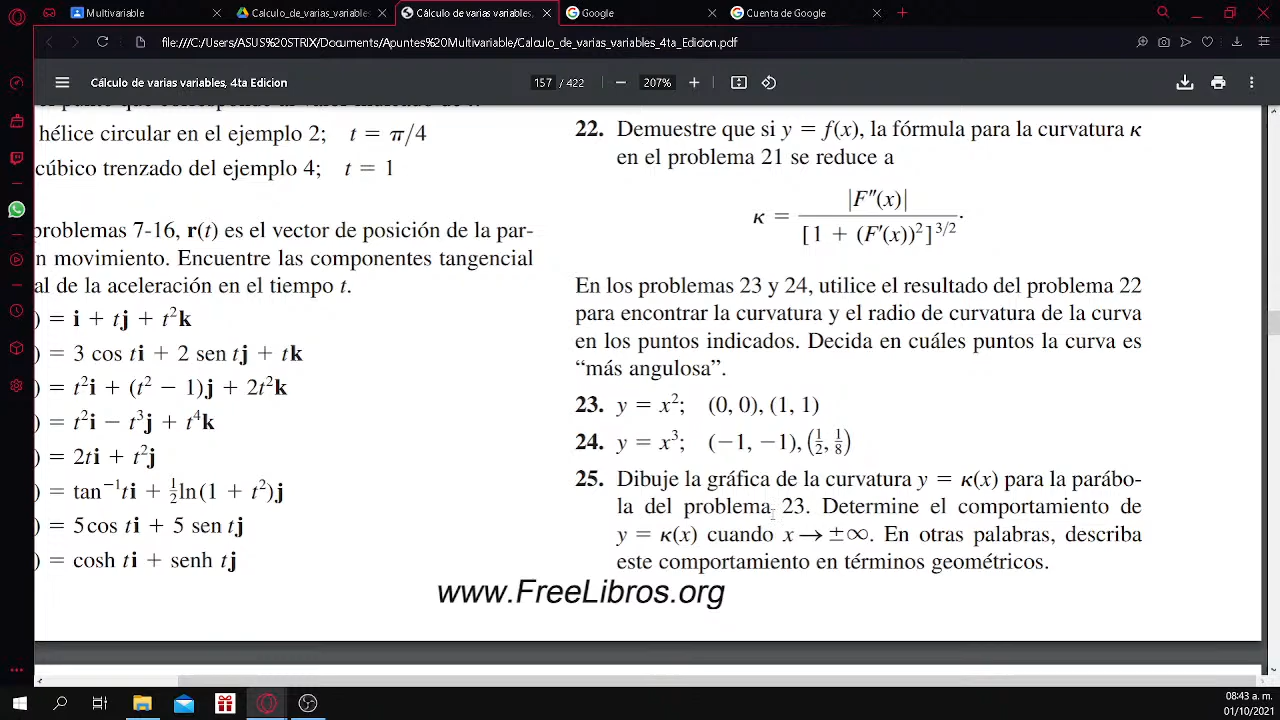 Multivariable
Calculo_de_varias_variables
Cálculo de varias variables,
Google
Cuenta de Google
file:///C:/Users/ASUS%20STRIX/Documents/Apuntes%20Multivariable/Calculo_de_varias_variables_4ta_Edicion.pdf
Cálculo de varias variables, 4ta Edicion
157 / 422
207%
hélice circular en el ejemplo 2; t = π/4
cúbico trenzado del ejemplo 4; t = 1
problemas 7-16, r(t) es el vector de posición de la par-
n movimiento. Encuentre las componentes tangencial
al de la aceleración en el tiempo t.
) = i + tj + t²k
) = 3 cos ti + 2 sen tj + tk
) = t²i + (t² − 1)j + 2t²k
) = t²i − t³j + t⁴k
) = 2ti + t²j
) = tan⁻¹ti + ½ln(1 + t²)j
) = 5cos ti + 5 sen tj
) = cosh ti + senh tj
22. Demuestre que si y = f(x), la fórmula para la curvatura κ
en el problema 21 se reduce a
κ = |F″(x)| / [1 + (F′(x))²]^3/2.
En los problemas 23 y 24, utilice el resultado del problema 22
para encontrar la curvatura y el radio de curvatura de la curva
en los puntos indicados. Decida en cuáles puntos la curva es
“más angulosa”.
23. y = x²; (0, 0), (1, 1)
24. y = x³; (−1, −1), (½, ⅛)
25. Dibuje la gráfica de la curvatura y = κ(x) para la parábo-
la del problema 23. Determine el comportamiento de
y = κ(x) cuando x → ±∞. En otras palabras, describa
este comportamiento en términos geométricos.
www.FreeLibros.org
08:43 a. m.
01/10/2021